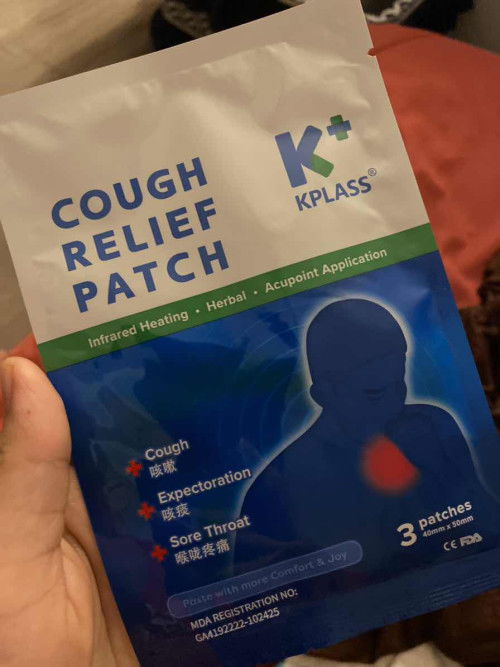 COUGH
RELIEF
PATCH
K+
KPLASS®
Infrared Heating • Herbal • Acupoint Application
Cough
咳嗽
Expectoration
咳痰
Sore Throat
喉咙疼痛
3 patches
40mm x 50mm
CE FDA
Paste with more Comfort & Joy
MDA REGISTRATION NO:
GA4192222-102425